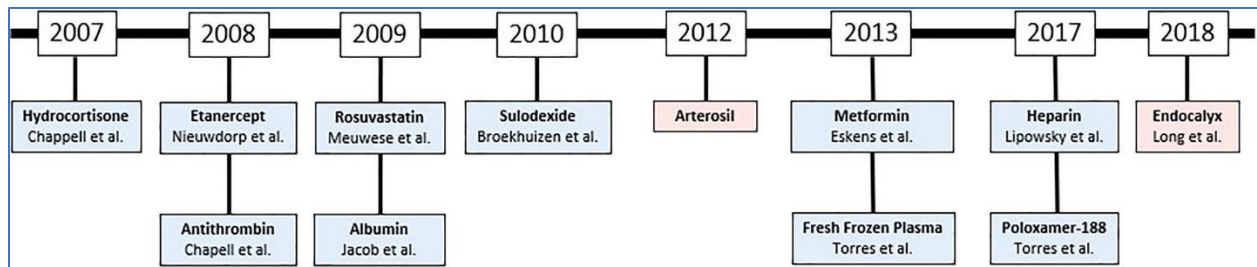 2007
2008
2009
2010
2012
2013
2017
2018
Hydrocortisone
Chappell et al.
Etanercept
Nieuwdorp et al.
Rosuvastatin
Meuwese et al.
Sulodexide
Broekhuizen et al.
Arterosil
Metformin
Eskens et al.
Heparin
Lipowsky et al.
Endocalyx
Long et al.
Antithrombin
Chapell et al.
Albumin
Jacob et al.
Fresh Frozen Plasma
Torres et al.
Poloxamer-188
Torres et al.